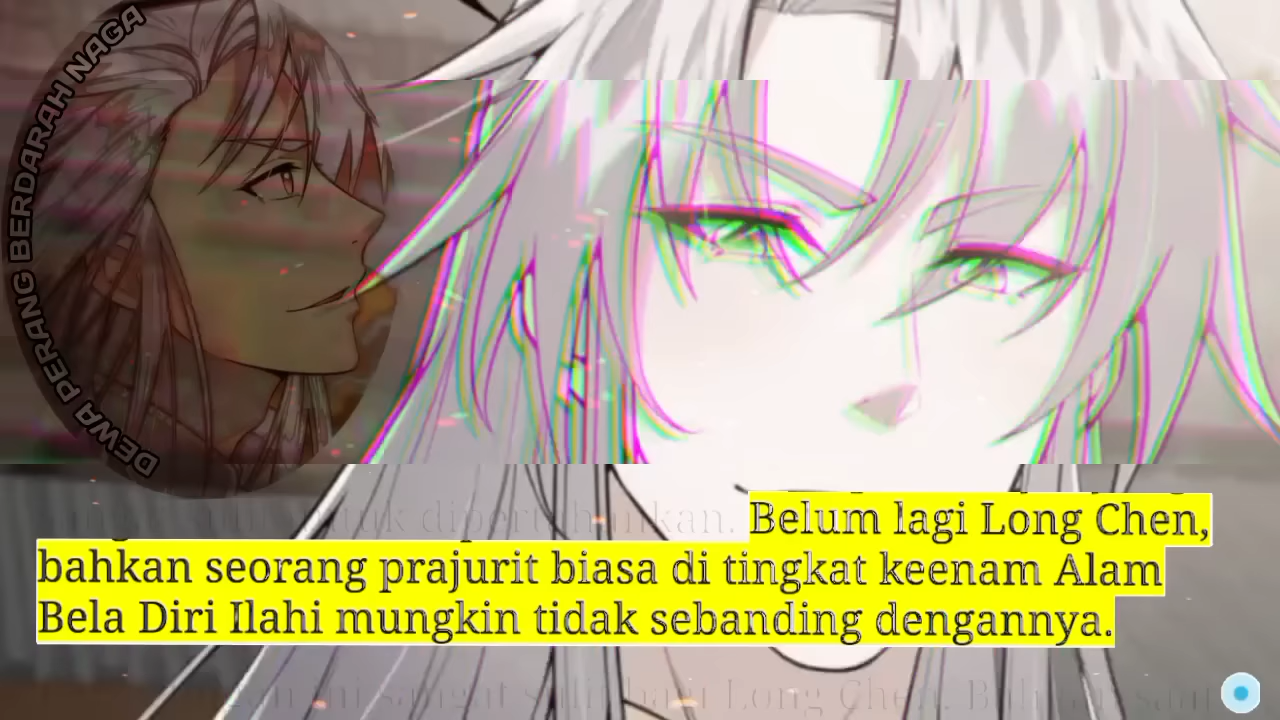 DEWA PERANG BERDARAH NAGA
Belum lagi Long Chen,
bahkan seorang prajurit biasa di tingkat keenam Alam
Bela Diri Ilahi mungkin tidak sebanding dengannya.